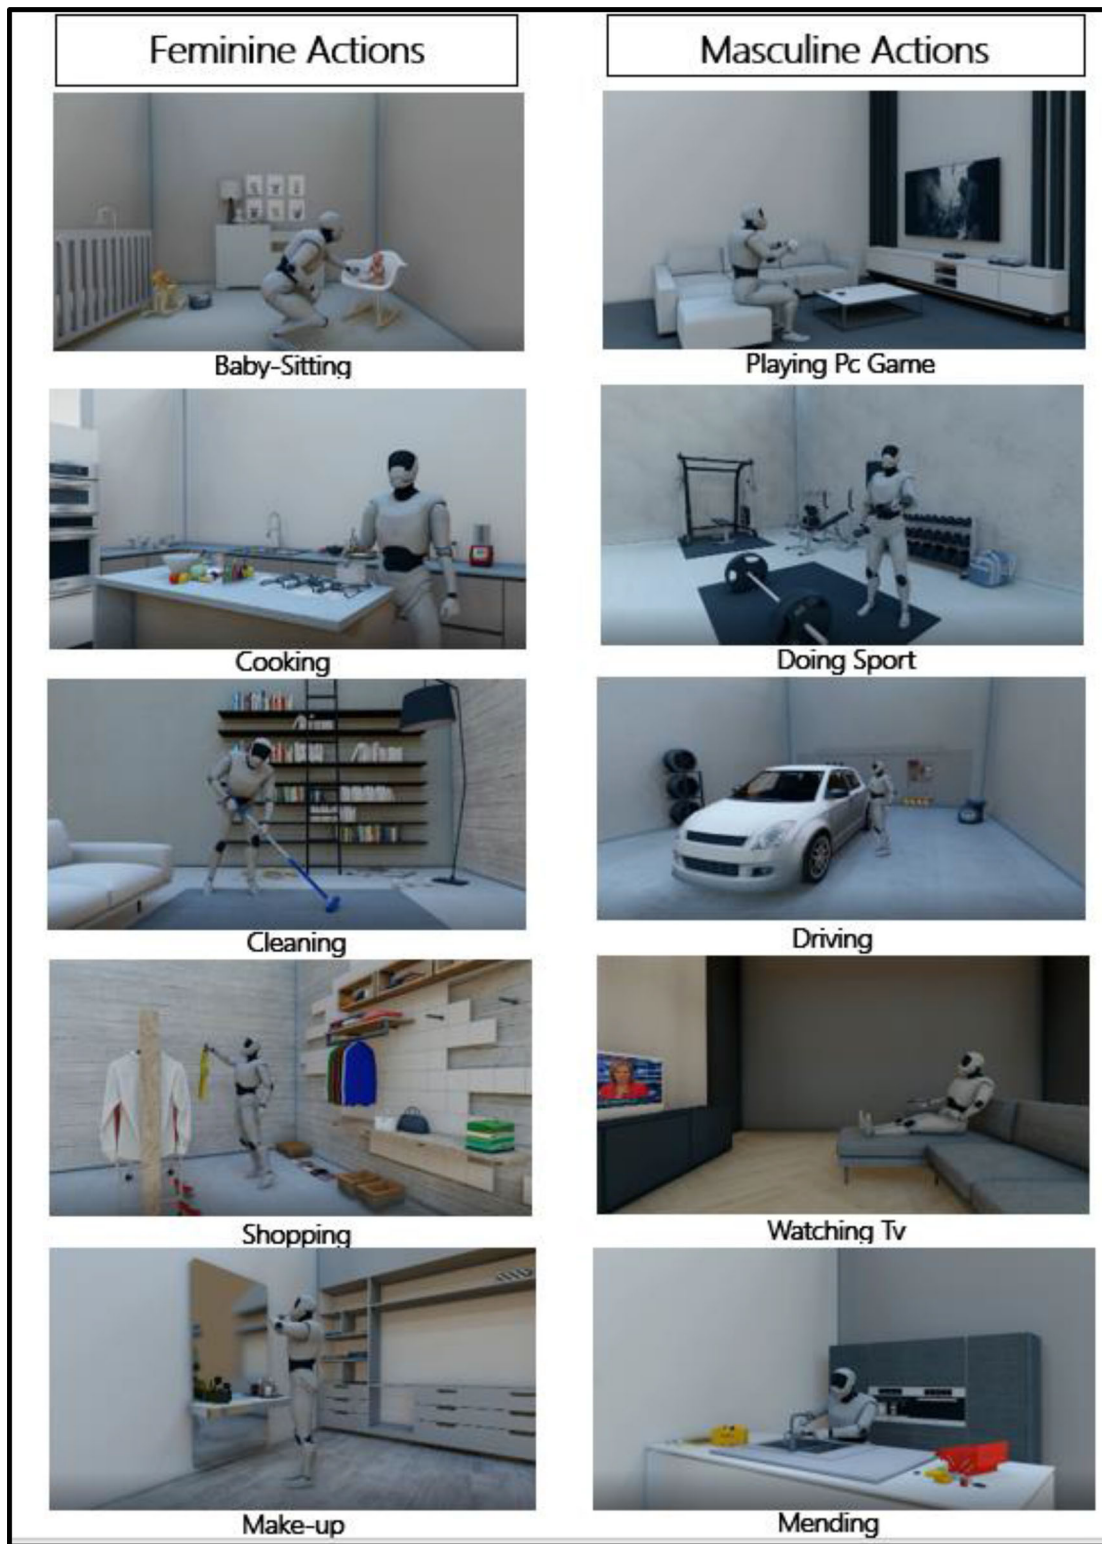 Feminine Actions
Masculine Actions
Baby-Sitting
Playing Pc Game
Cooking
Doing Sport
Cleaning
Driving
Shopping
Watching Tv
Make-up
Mending